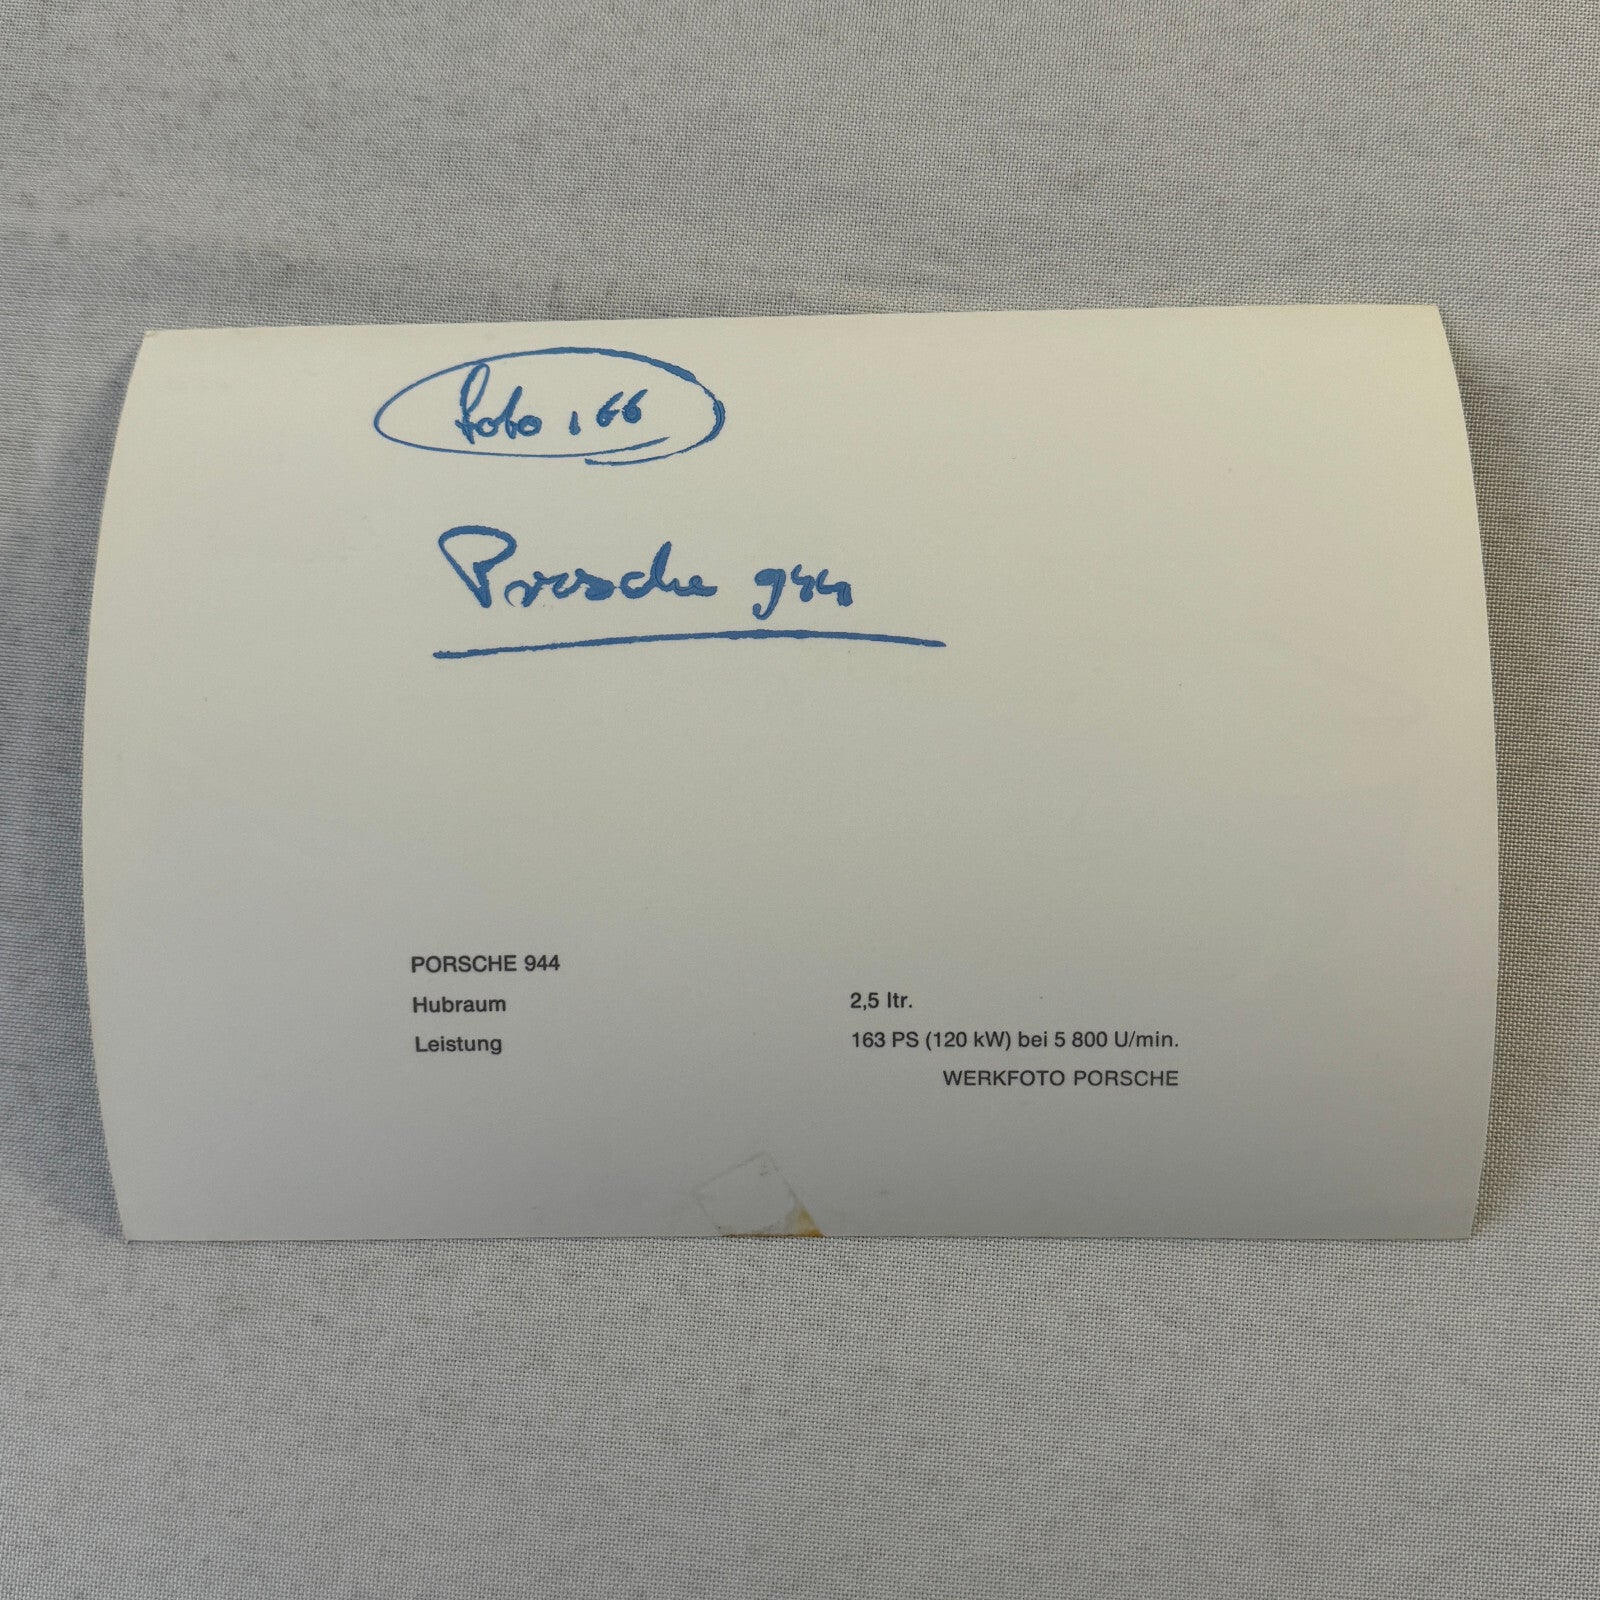 foto 166
Porsche 944
PORSCHE 944
Hubraum 2,5 ltr.
Leistung 163 PS (120 kW) bei 5 800 U/min.
WERKFOTO PORSCHE